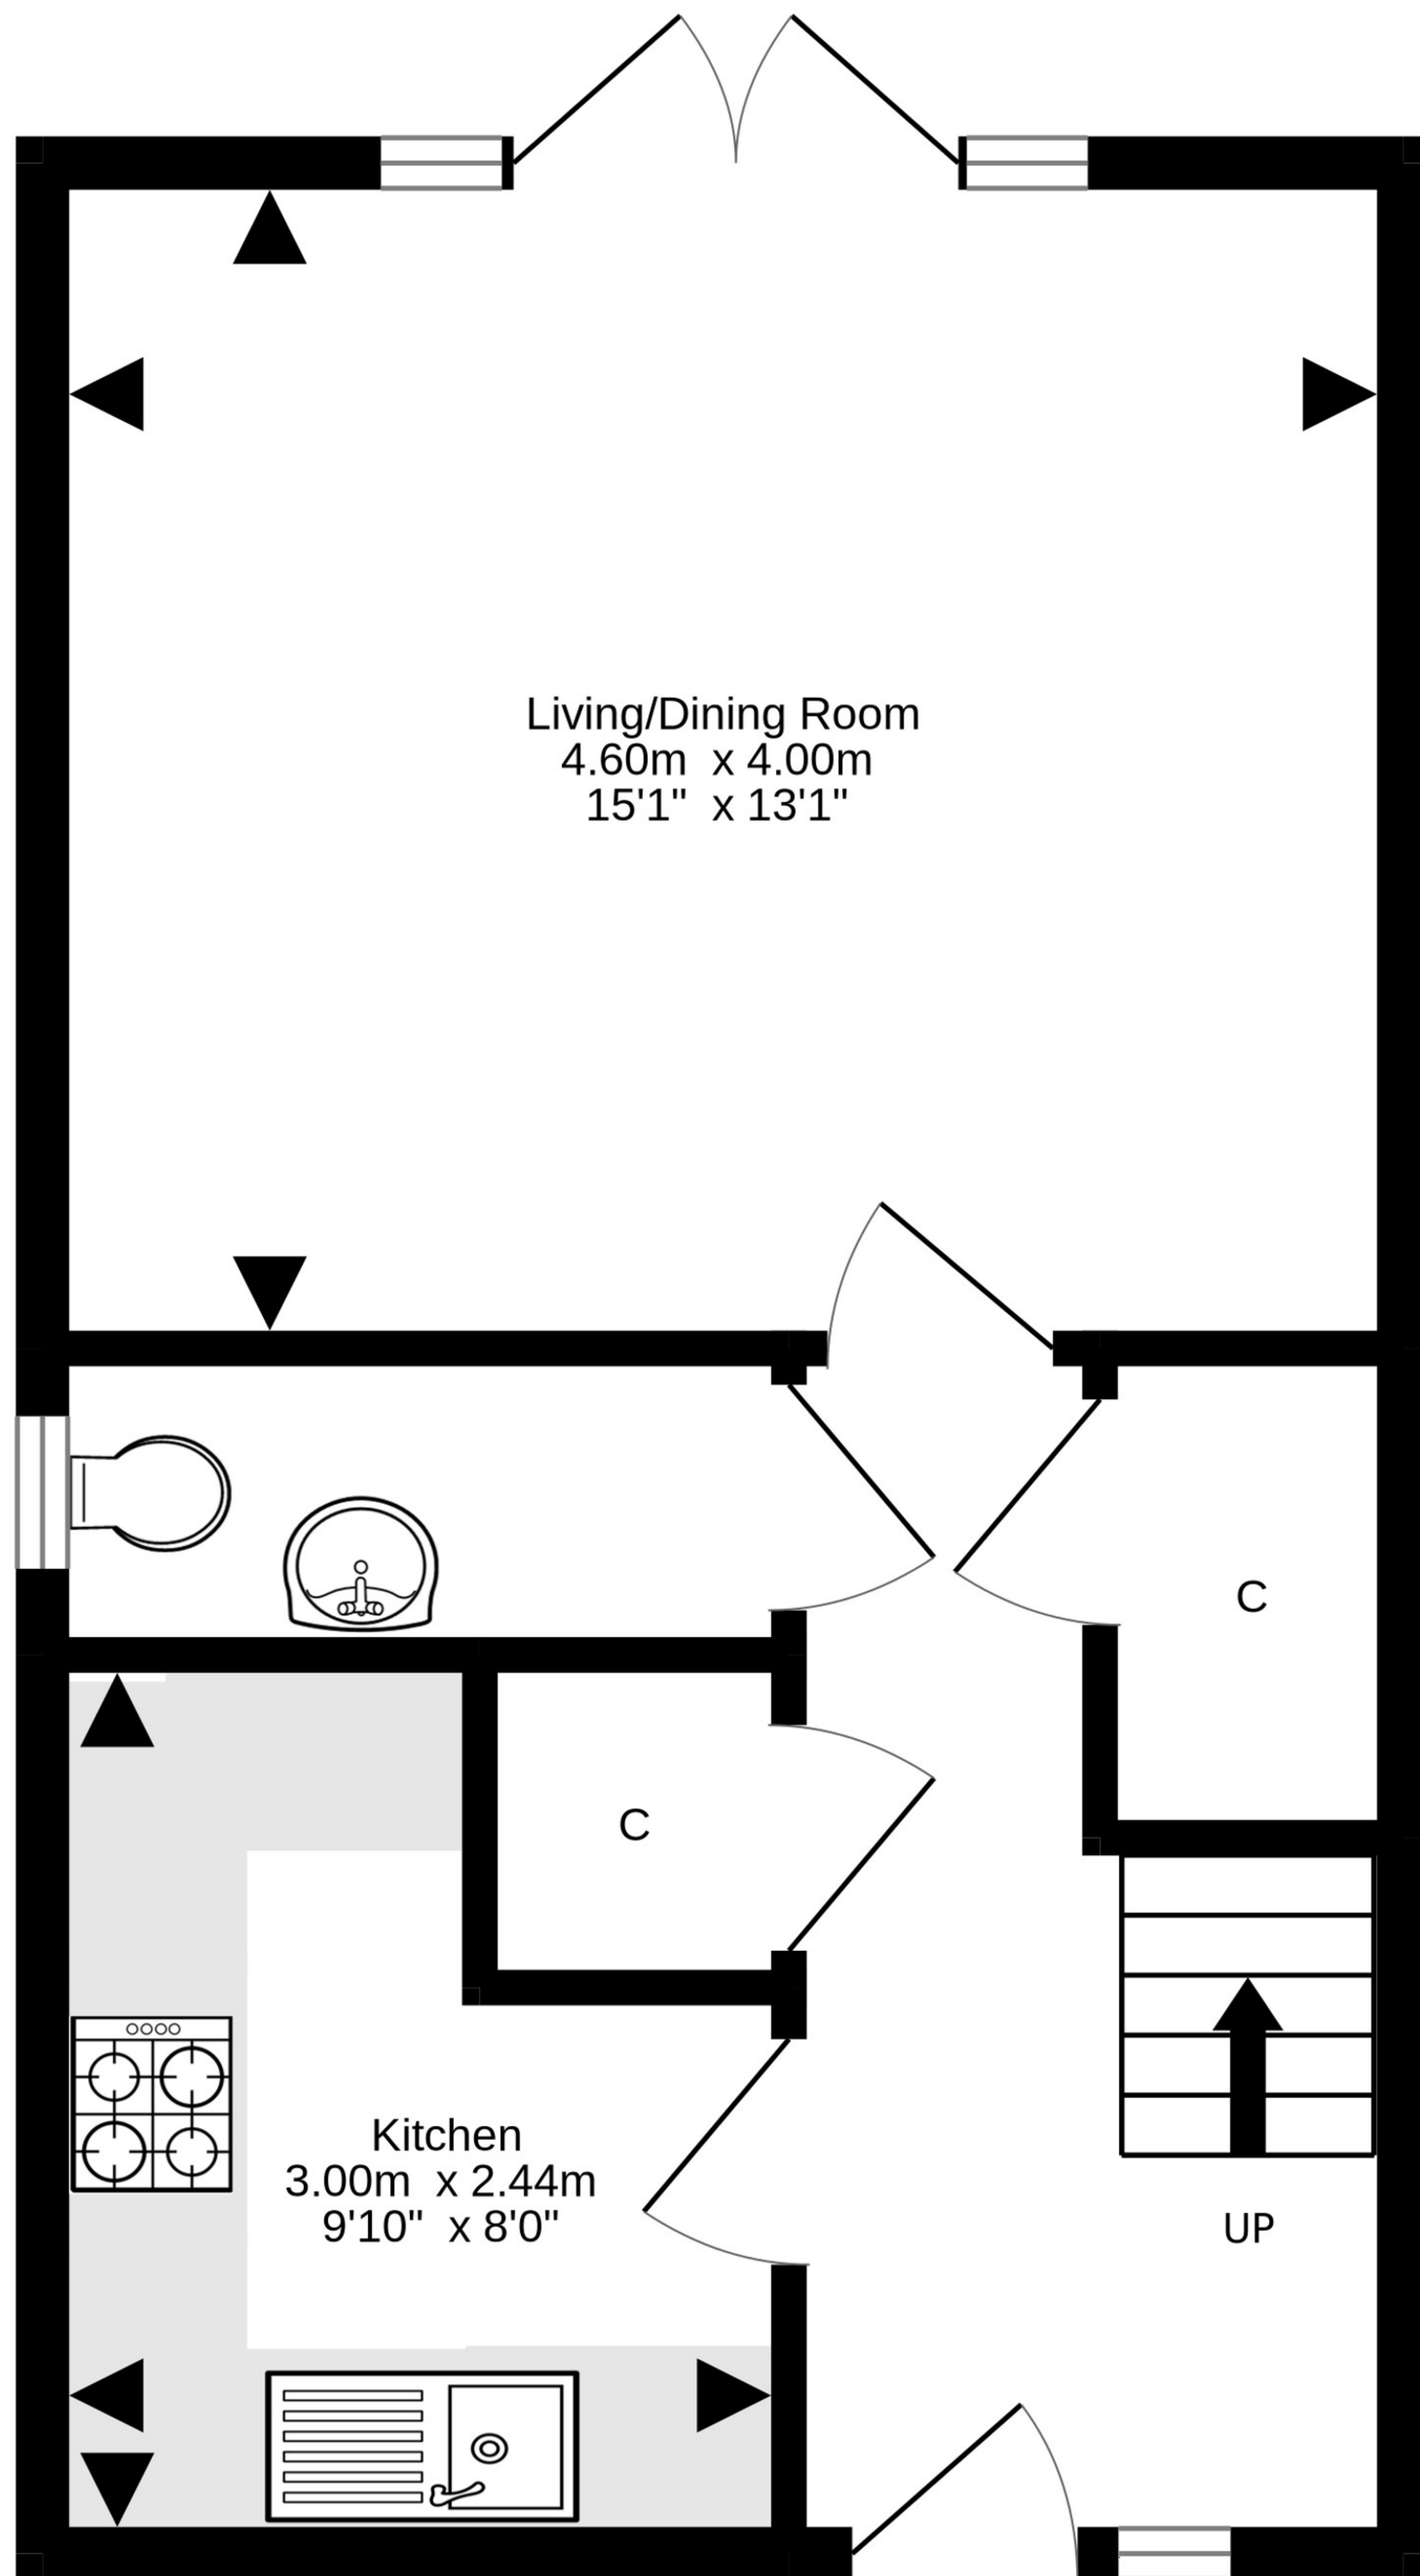 Living/Dining Room
4.60m x 4.00m
15'1" x 13'1"
C
C
Kitchen
3.00m x 2.44m
9'10" x 8'0"
UP